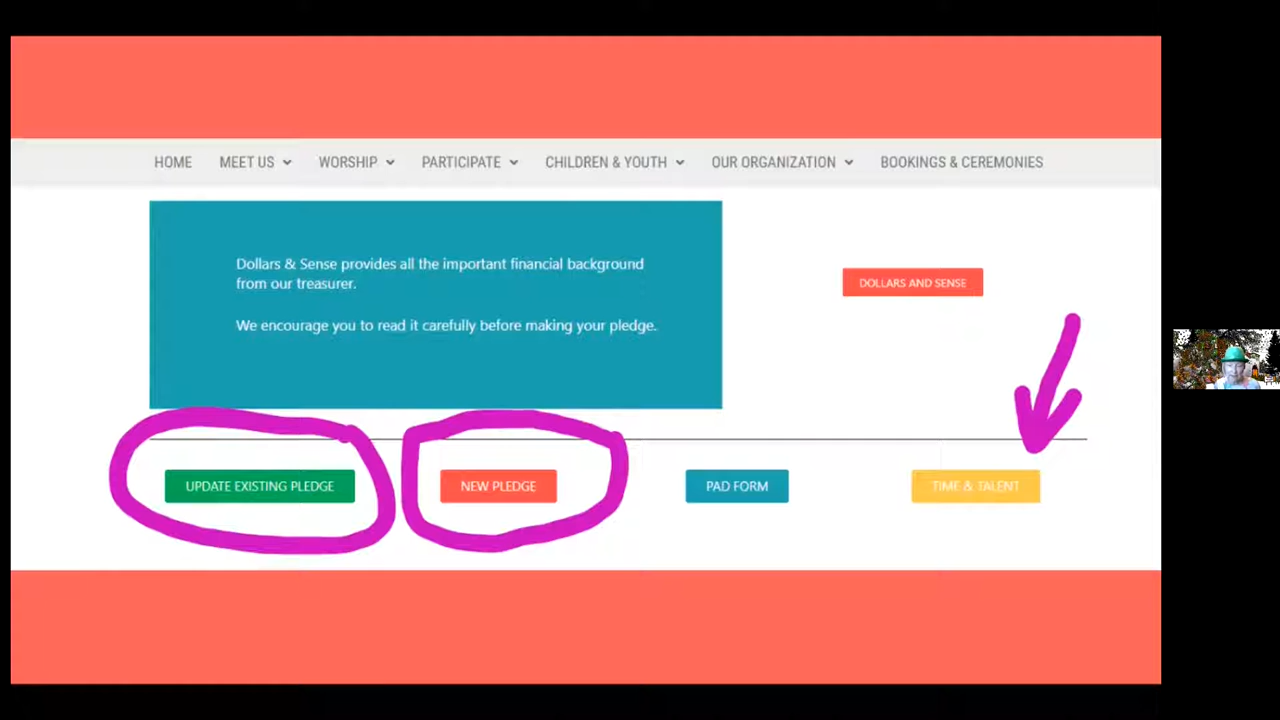 HOME MEET US WORSHIP PARTICIPATE CHILDREN & YOUTH OUR ORGANIZATION BOOKINGS & CEREMONIES
Dollars & Sense provides all the important financial background
from our treasurer.
We encourage you to read it carefully before making your pledge.
DOLLARS AND SENSE
UPDATE EXISTING PLEDGE NEW PLEDGE PAD FORM TIME & TALENT